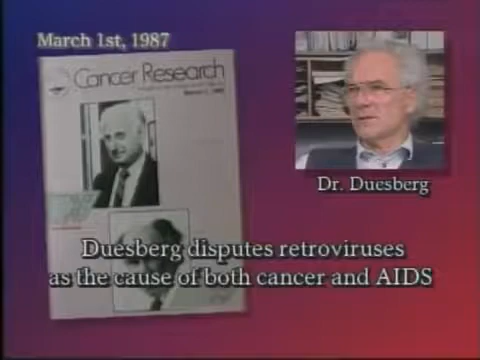 March 1st, 1987
Cancer Research
Dr. Duesberg
Duesberg disputes retroviruses
as the cause of both cancer and AIDS